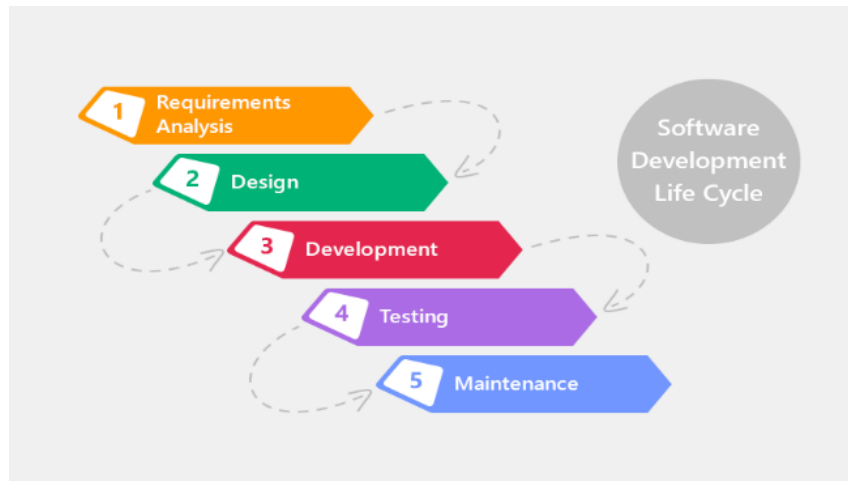 1
Requirements
Analysis
2
Design
3
Development
4
Testing
5
Maintenance
Software
Development
Life Cycle